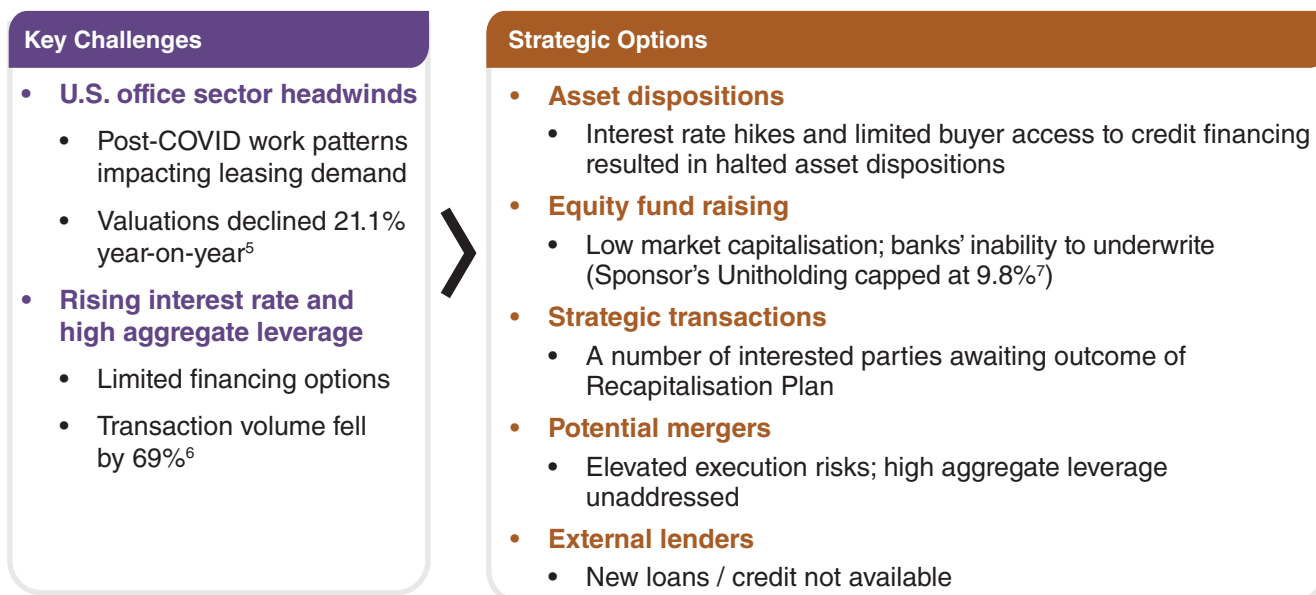 Key Challenges
• U.S. office sector headwinds
• Post-COVID work patterns
impacting leasing demand
• Valuations declined 21.1%
year-on-year5
• Rising interest rate and
high aggregate leverage
• Limited financing options
• Transaction volume fell
by 69%6
Strategic Options
• Asset dispositions
• Interest rate hikes and limited buyer access to credit financing
resulted in halted asset dispositions
• Equity fund raising
• Low market capitalisation; banks' inability to underwrite
(Sponsor's Unitholding capped at 9.8%7)
• Strategic transactions
• A number of interested parties awaiting outcome of
Recapitalisation Plan
• Potential mergers
• Elevated execution risks; high aggregate leverage
unaddressed
• External lenders
• New loans / credit not available